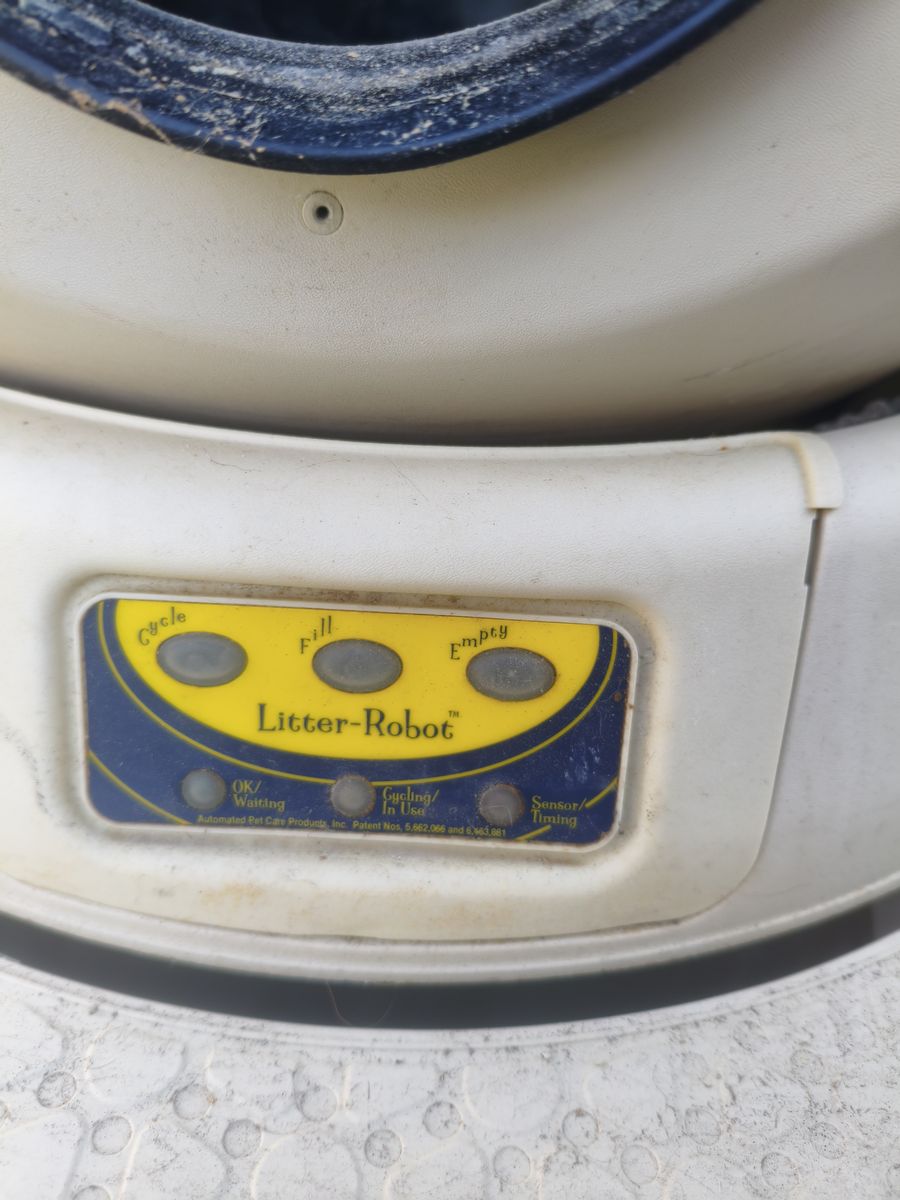 Cycle
Fill
Empty
Litter-Robot™
OK/
Waiting
Cycling/
In Use
Sensor/
Timing
Automated Pet Care Products, Inc. Patent Nos. 5,662,066 and 6,463,881